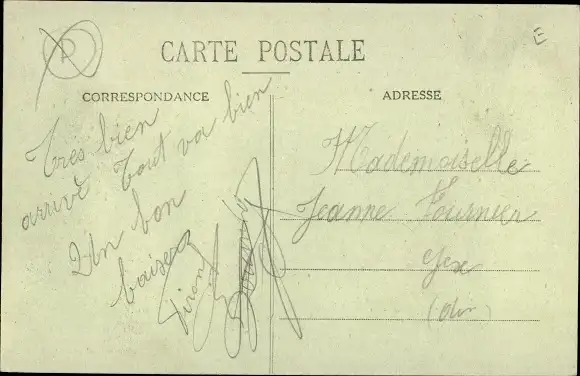 CARTE POSTALE
CORRESPONDANCE
ADRESSE
Très bien
arrivé Tout va bien
Un bon
baiser
Mademoiselle
Jeanne Fournier
Gex
(Ain)
E